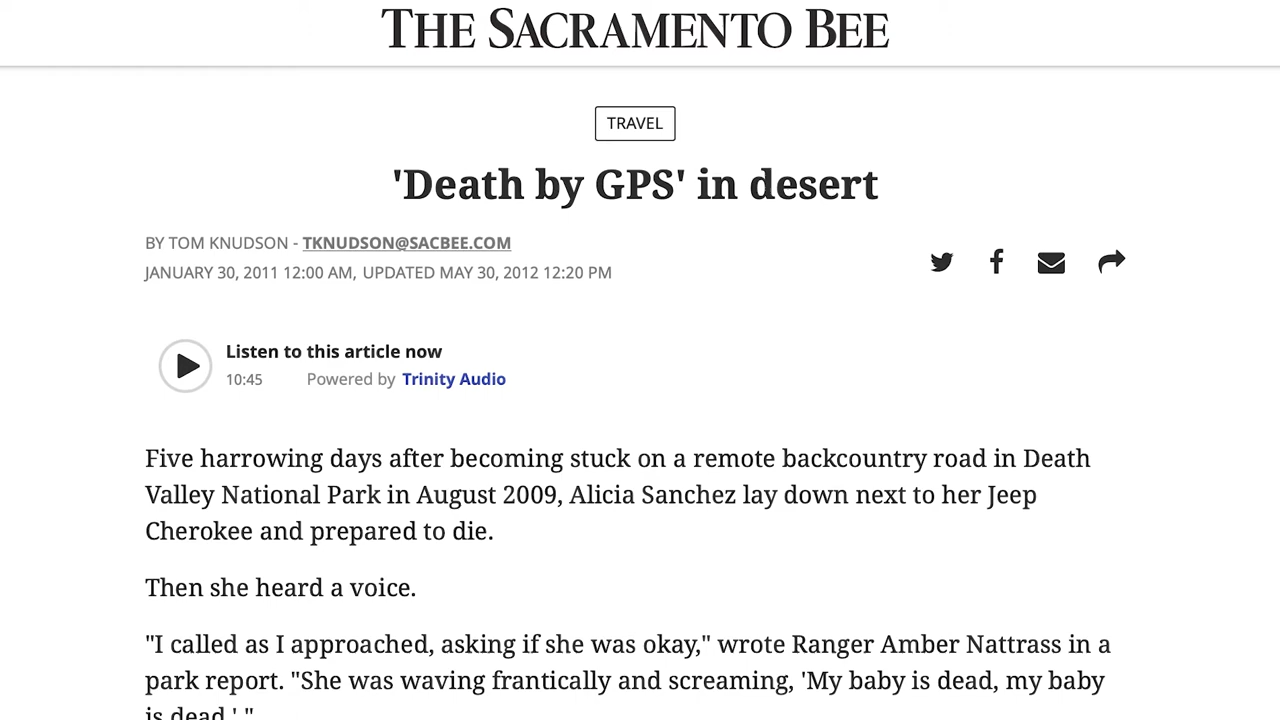 THE SACRAMENTO BEE
TRAVEL
'Death by GPS' in desert
BY TOM KNUDSON - TKNUDSON@SACBEE.COM
JANUARY 30, 2011 12:00 AM, UPDATED MAY 30, 2012 12:20 PM
Listen to this article now
10:45 Powered by Trinity Audio
Five harrowing days after becoming stuck on a remote backcountry road in Death
Valley National Park in August 2009, Alicia Sanchez lay down next to her Jeep
Cherokee and prepared to die.
Then she heard a voice.
"I called as I approached, asking if she was okay," wrote Ranger Amber Nattrass in a
park report. "She was waving frantically and screaming, 'My baby is dead, my baby
is dead.' "